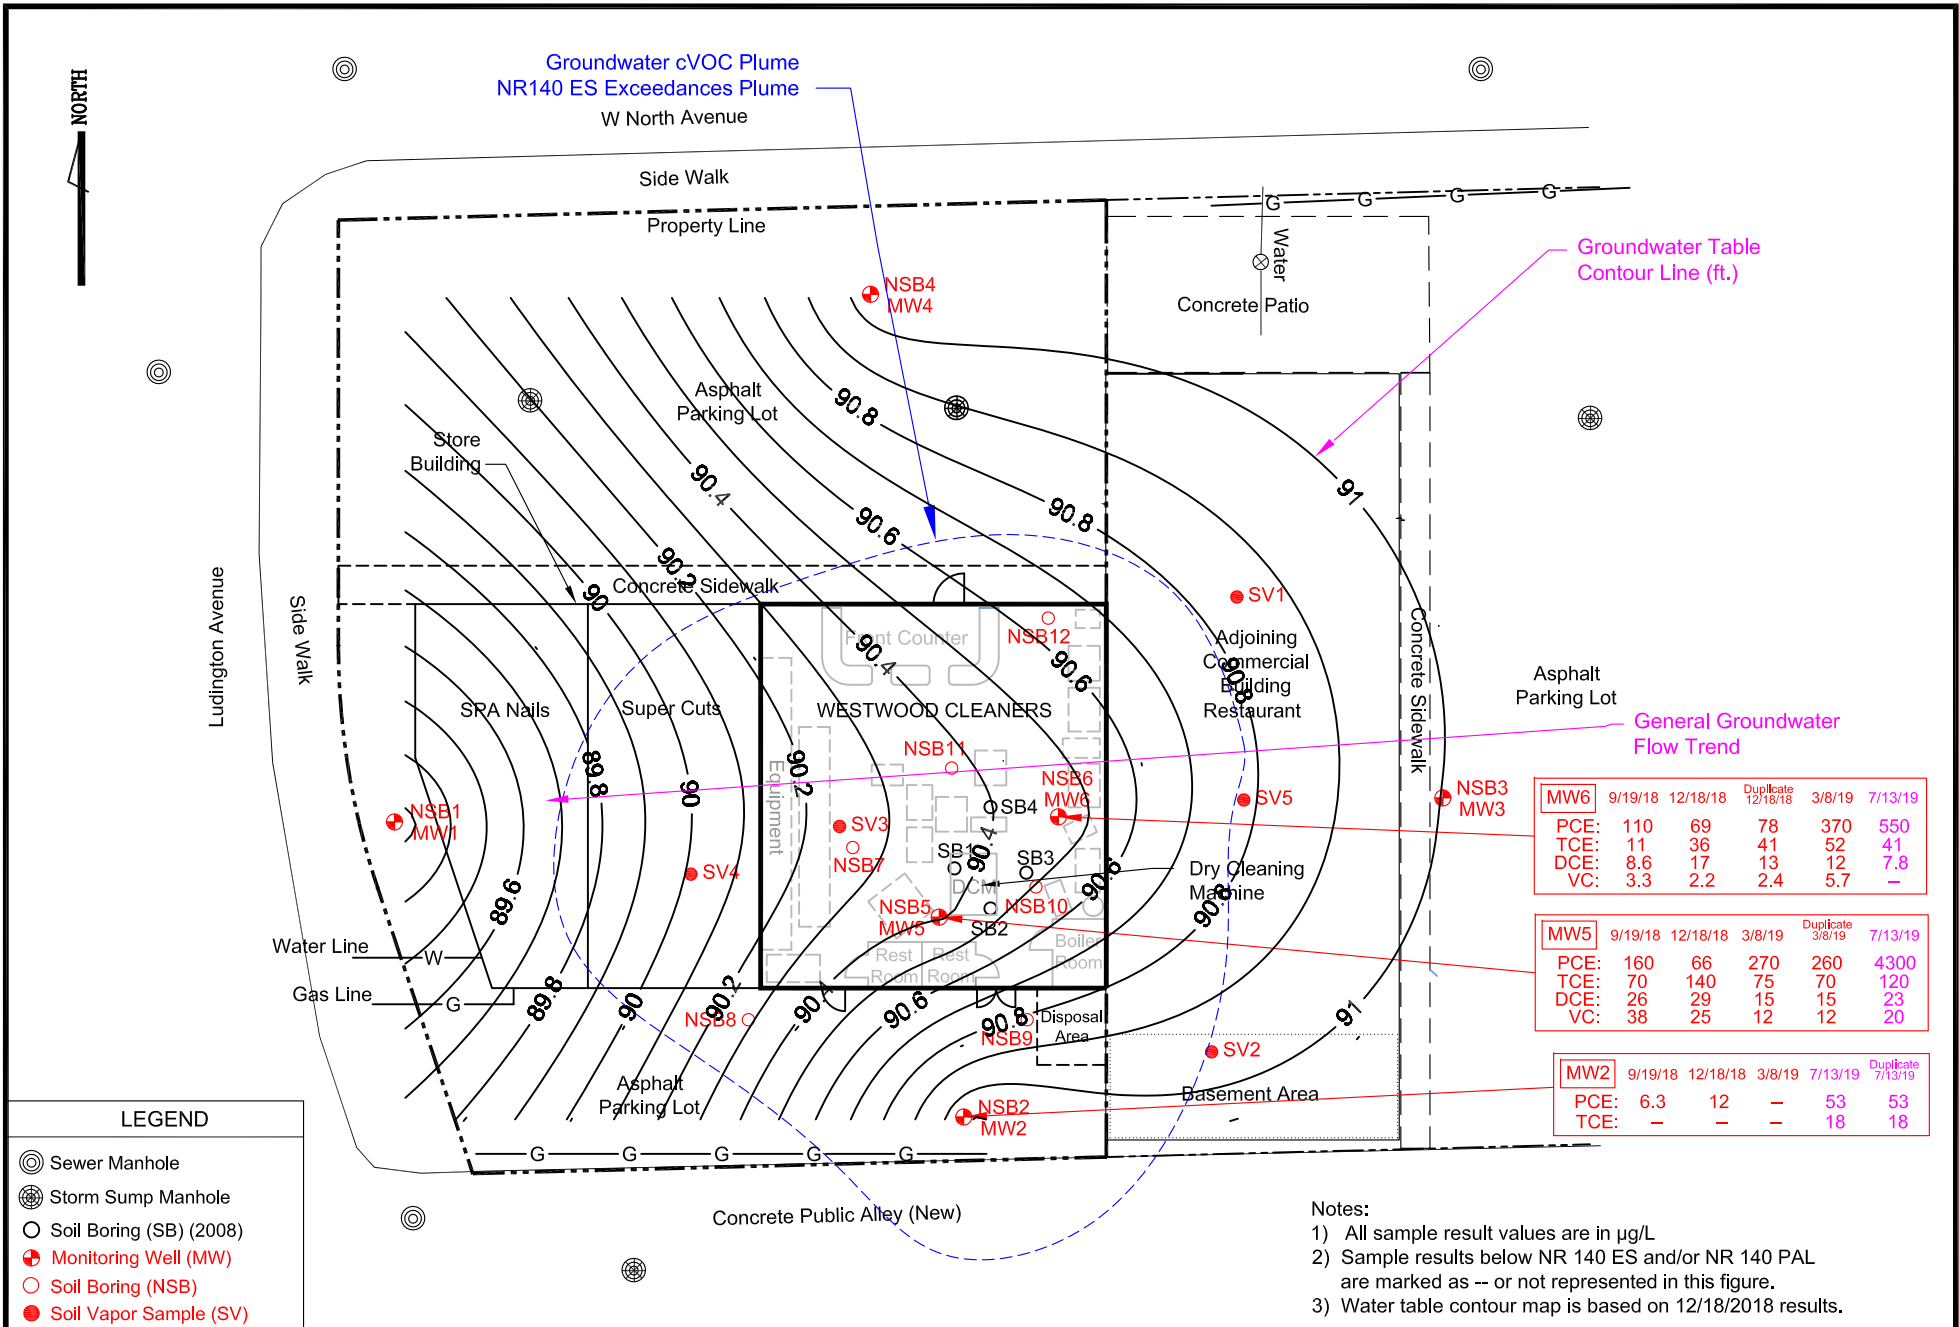 NORTH
Groundwater cVOC Plume
NR140 ES Exceedances Plume
W North Avenue
Side Walk
Property Line
G G G G
Water
Concrete Patio
Groundwater Table
Contour Line (ft.)
NSB4
MW4
Asphalt
Parking Lot
Store
Building
90.8
90.4
90.6
90.8
91
90.2
90
Concrete Sidewalk
Ludington Avenue
Side Walk
SPA Nails
Super Cuts
Front Counter
90.4
WESTWOOD CLEANERS
NSB12
90.6
SV1
Adjoining
Commercial
Building
Restaurant
90.8
Concrete Sidewalk
Asphalt
Parking Lot
General Groundwater
Flow Trend
NSB11
Equipment
89.8
90
90.2
NSB1
MW1
NSB6
MW6
SB4
SV5
NSB3
MW3
SV3
NSB7
SV4
SB1
90.4
SB3
DCM
NSB10
90.6
Dry Cleaning
Machine
90.8
NSB5
MW5
SB2
89.6
Rest
Room
Rest
Room
Boiler
Room
Water Line
W
Gas Line
G
89.8
90
90.2
90.4
90.6
90.8
91
NSB8
NSB9
Disposal
Area
SV2
Asphalt
Parking Lot
Basement Area
NSB2
MW2
G G G G G
Concrete Public Alley (New)
MW6 9/19/18 12/18/18 Duplicate 12/18/18 3/8/19 7/13/19
PCE: 110 69 78 370 550
TCE: 11 36 41 52 41
DCE: 8.6 17 13 12 7.8
VC: 3.3 2.2 2.4 5.7 –
MW5 9/19/18 12/18/18 3/8/19 Duplicate 3/8/19 7/13/19
PCE: 160 66 270 260 4300
TCE: 70 140 75 70 120
DCE: 26 29 15 15 23
VC: 38 25 12 12 20
MW2 9/19/18 12/18/18 3/8/19 7/13/19 Duplicate 7/13/19
PCE: 6.3 12 – 53 53
TCE: – – – 18 18
LEGEND
Sewer Manhole
Storm Sump Manhole
Soil Boring (SB) (2008)
Monitoring Well (MW)
Soil Boring (NSB)
Soil Vapor Sample (SV)
Notes:
1) All sample result values are in µg/L
2) Sample results below NR 140 ES and/or NR 140 PAL
are marked as -- or not represented in this figure.
3) Water table contour map is based on 12/18/2018 results.